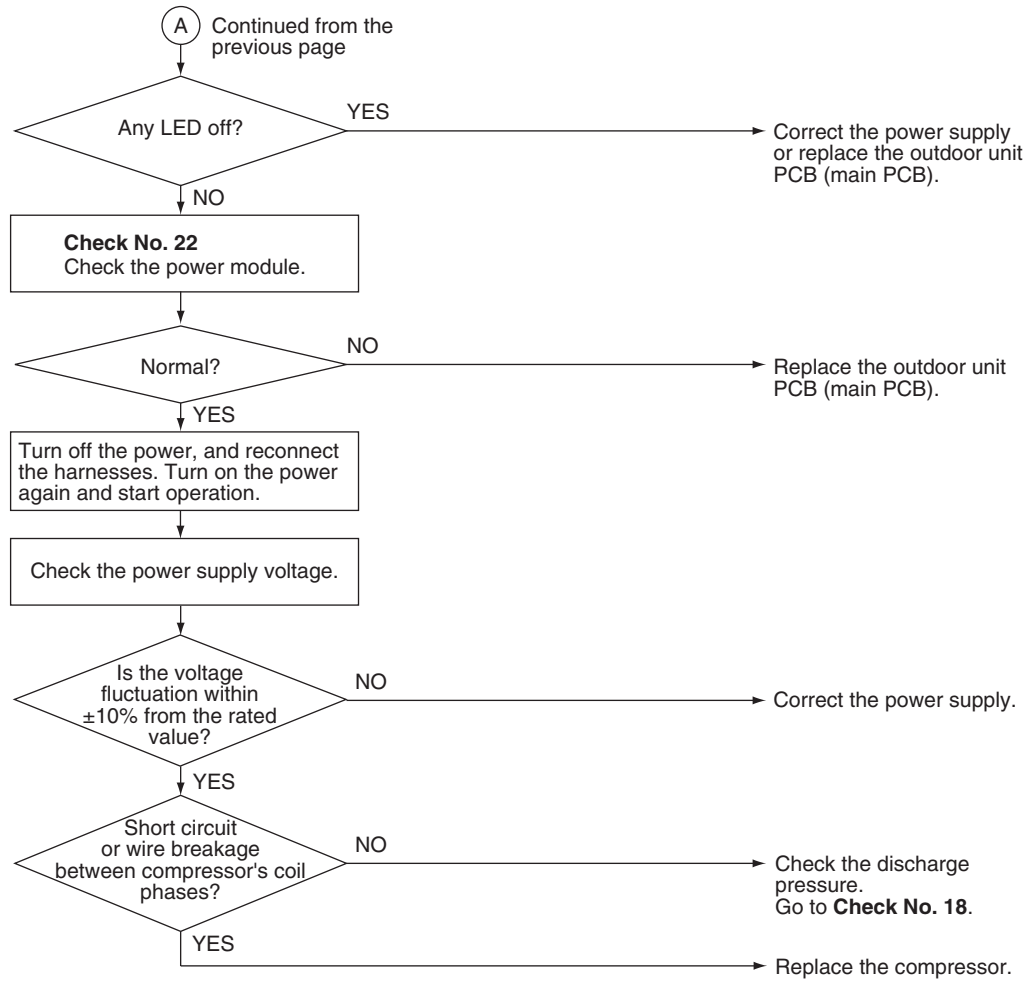 A
Continued from the
previous page
Any LED off?
YES
Correct the power supply
or replace the outdoor unit
PCB (main PCB).
NO
Check No. 22
Check the power module.
Normal?
NO
Replace the outdoor unit
PCB (main PCB).
YES
Turn off the power, and reconnect
the harnesses. Turn on the power
again and start operation.
Check the power supply voltage.
Is the voltage
fluctuation within
±10% from the rated
value?
NO
Correct the power supply.
YES
Short circuit
or wire breakage
between compressor's coil
phases?
NO
Check the discharge
pressure.
Go to Check No. 18.
YES
Replace the compressor.